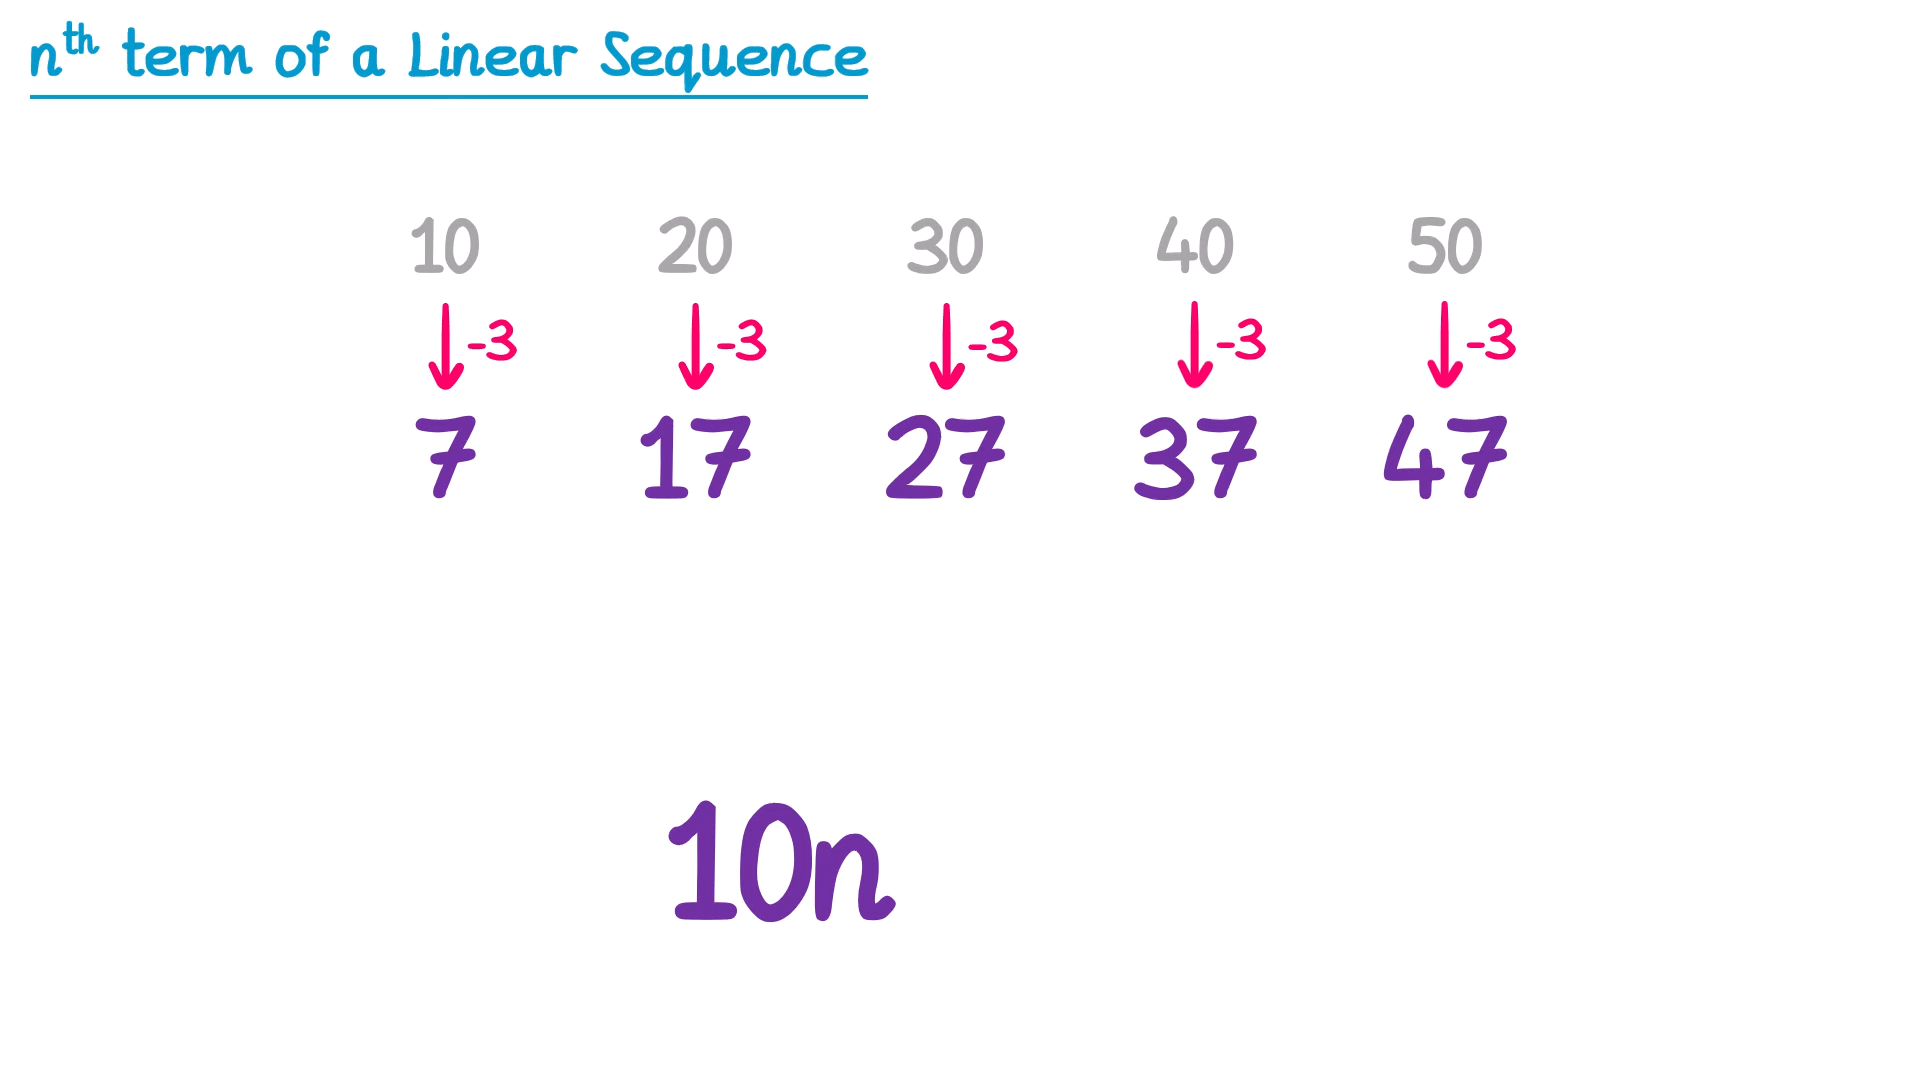 nth term of a Linear Sequence
10 20 30 40 50
-3 -3 -3 -3 -3
7 17 27 37 47
10n